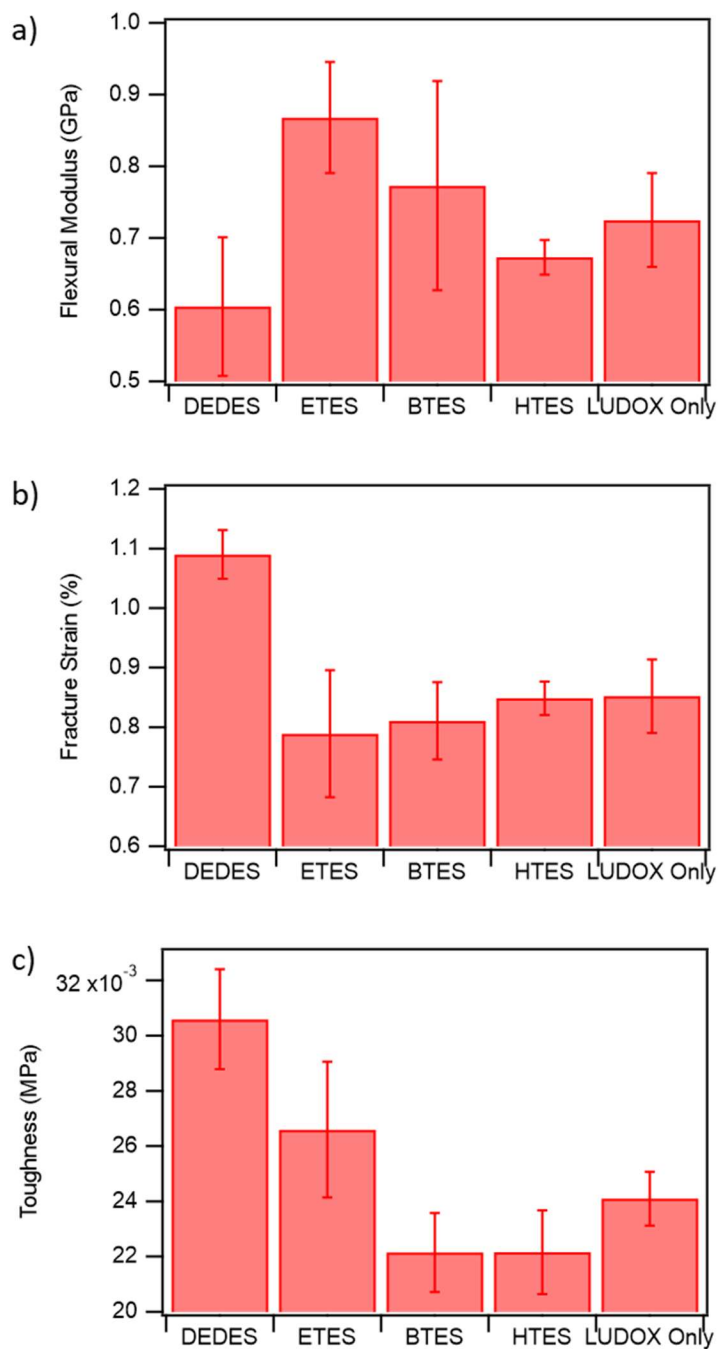 a)
Flexural Modulus (GPa)
1.0
0.9
0.8
0.7
0.6
0.5
DEDES ETES BTES HTES LUDOX Only
b)
Fracture Strain (%)
1.2
1.1
1.0
0.9
0.8
0.7
0.6
DEDES ETES BTES HTES LUDOX Only
c)
Toughness (MPa)
32 x10⁻³
30
28
26
24
22
20
DEDES ETES BTES HTES LUDOX Only